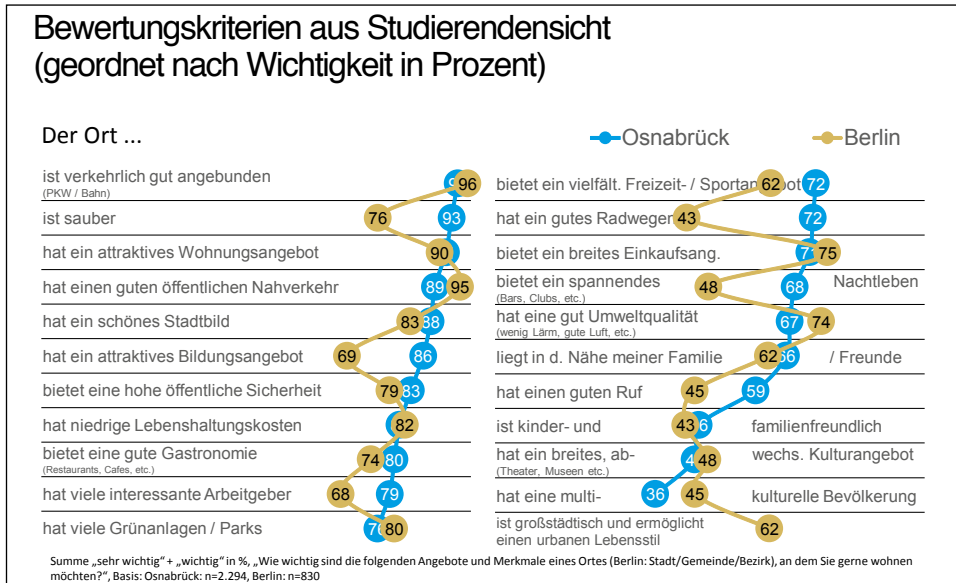 Bewertungskriterien aus Studierendensicht
(geordnet nach Wichtigkeit in Prozent)
Der Ort ...
Osnabrück
Berlin
ist verkehrlich gut angebunden
(PKW / Bahn)
96
ist sauber
76
93
hat ein attraktives Wohnungsangebot
90
hat einen guten öffentlichen Nahverkehr
89
95
hat ein schönes Stadtbild
83
88
hat ein attraktives Bildungsangebot
69
86
bietet eine hohe öffentliche Sicherheit
79
83
hat niedrige Lebenshaltungskosten
82
bietet eine gute Gastronomie
(Restaurants, Cafes, etc.)
74
80
hat viele interessante Arbeitgeber
68
79
hat viele Grünanlagen / Parks
80
bietet ein vielfält. Freizeit- / 
62
72
hat ein gutes
43
72
bietet ein breites Einkaufsang.
75
bietet ein spannendes Nachtleben
(Bars, Clubs, etc.)
48
68
hat eine gut Umweltqualität
(wenig Lärm, gute Luft, etc.)
67
74
liegt in d. Nähe meiner Familie / Freunde
62
66
hat einen guten Ruf
45
59
ist kinder- und familienfreundlich
43
hat ein breites, ab- wechs. Kulturangebot
(Theater, Museen etc.)
48
hat eine multi- kulturelle Bevölkerung
36
45
ist großstädtisch und ermöglicht
einen urbanen Lebensstil
62
Summe „sehr wichtig“ + „wichtig“ in %, „Wie wichtig sind die folgenden Angebote und Merkmale eines Ortes (Berlin: Stadt/Gemeinde/Bezirk), an dem Sie gerne wohnen
möchten?“, Basis: Osnabrück: n=2.294, Berlin: n=830